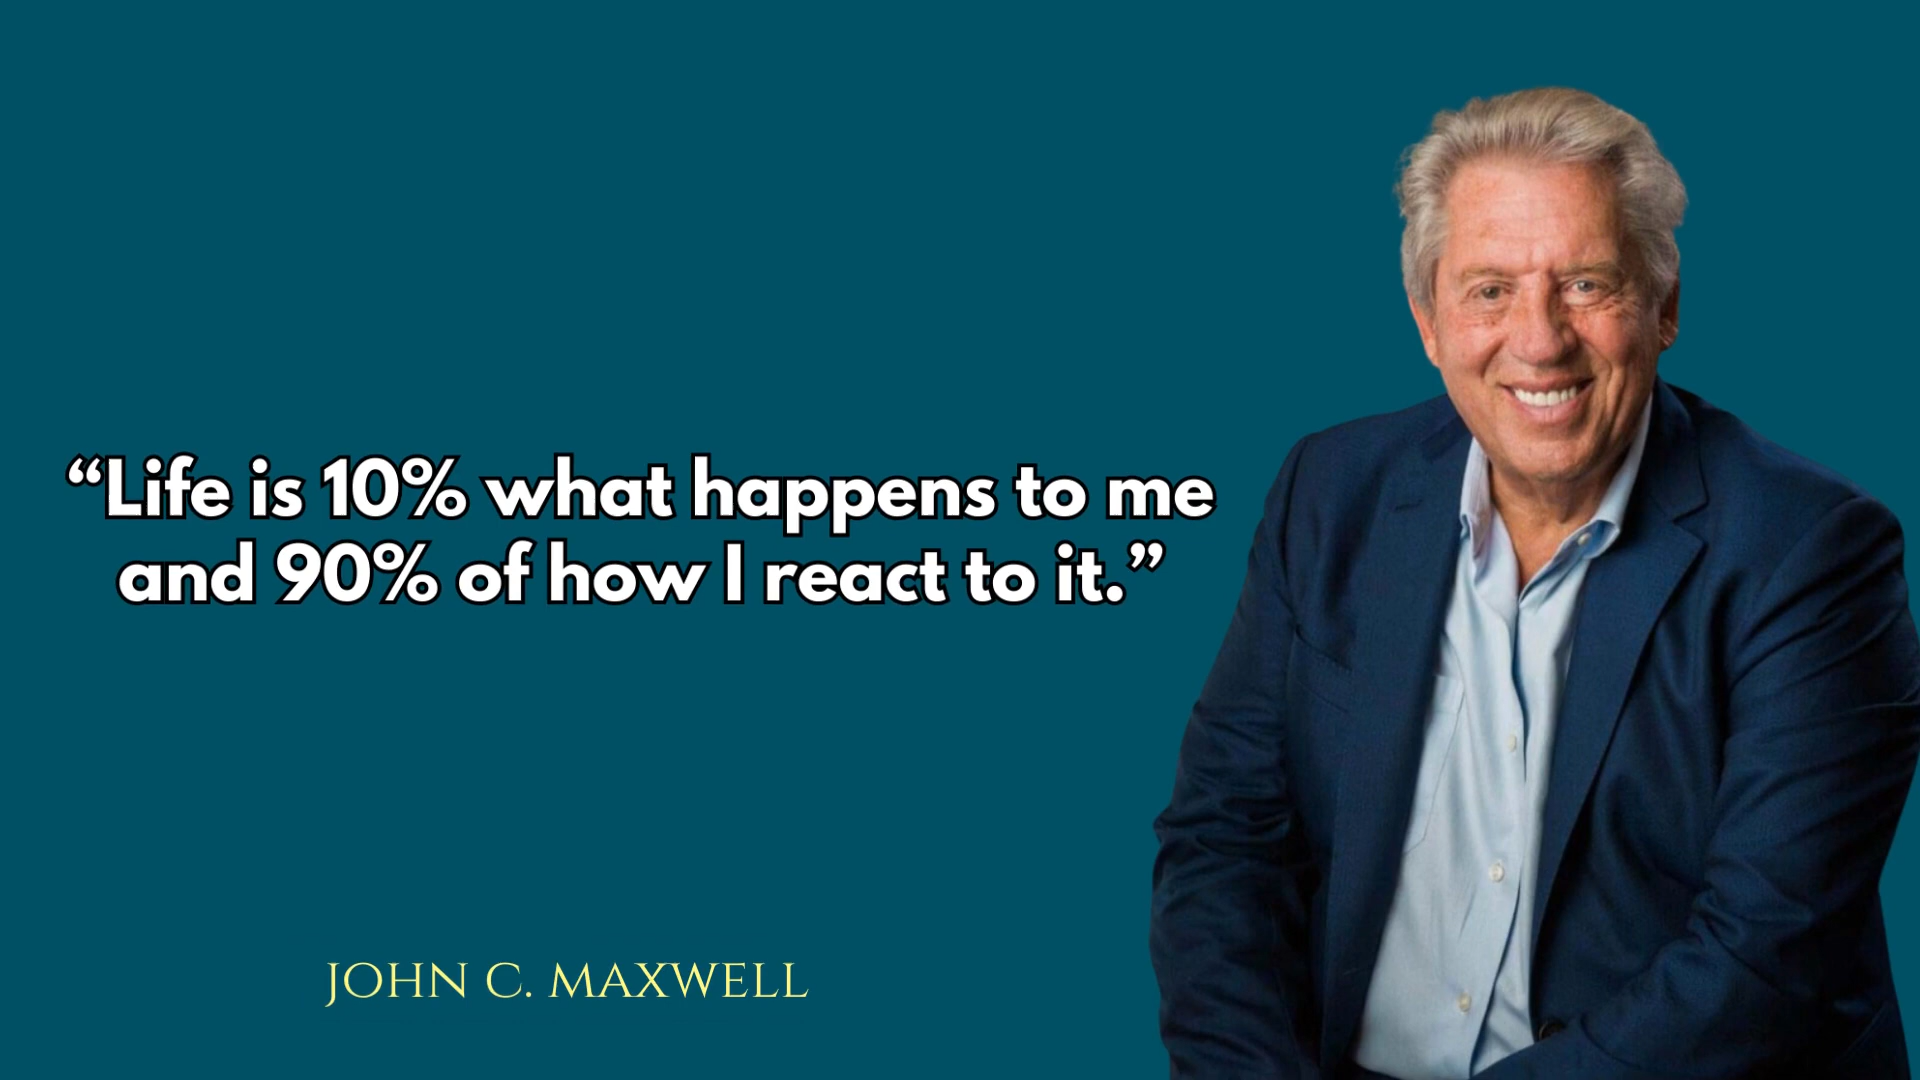 “Life is 10% what happens to me
and 90% of how I react to it.”
JOHN C. MAXWELL